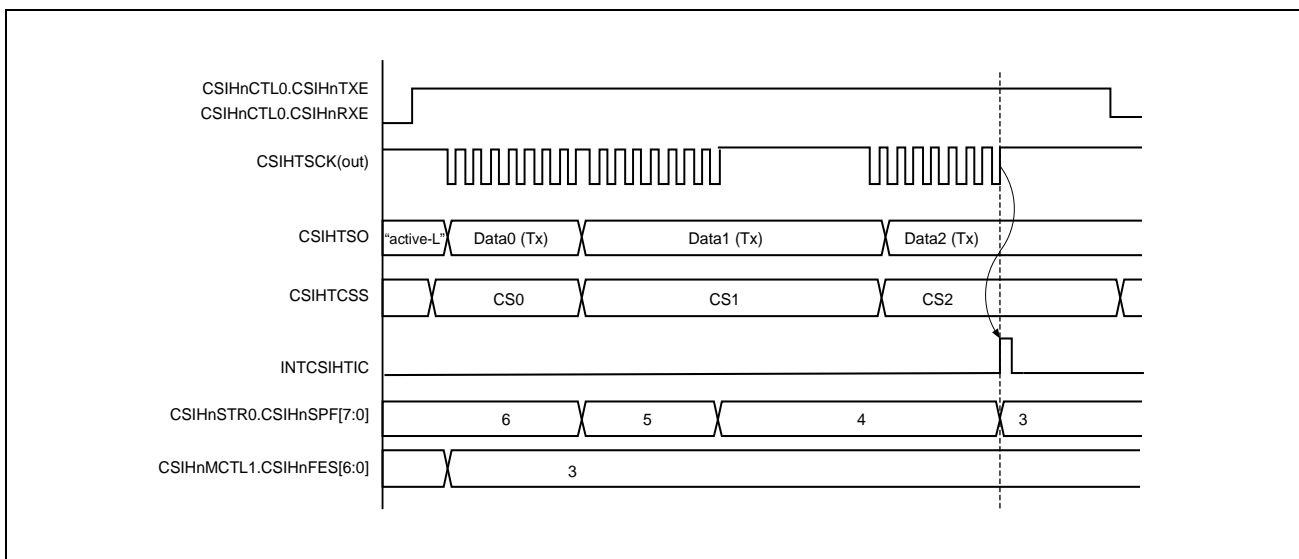 CSIHnCTL0.CSIHnTXE
CSIHnCTL0.CSIHnRXE
CSIHTSCK(out)
CSIHTSO
“active-L”
Data0 (Tx)
Data1 (Tx)
Data2 (Tx)
CSIHTCSS
CS0
CS1
CS2
INTCSIHTIC
CSIHnSTR0.CSIHnSPF[7:0]
6
5
4
3
CSIHnMCTL1.CSIHnFES[6:0]
3